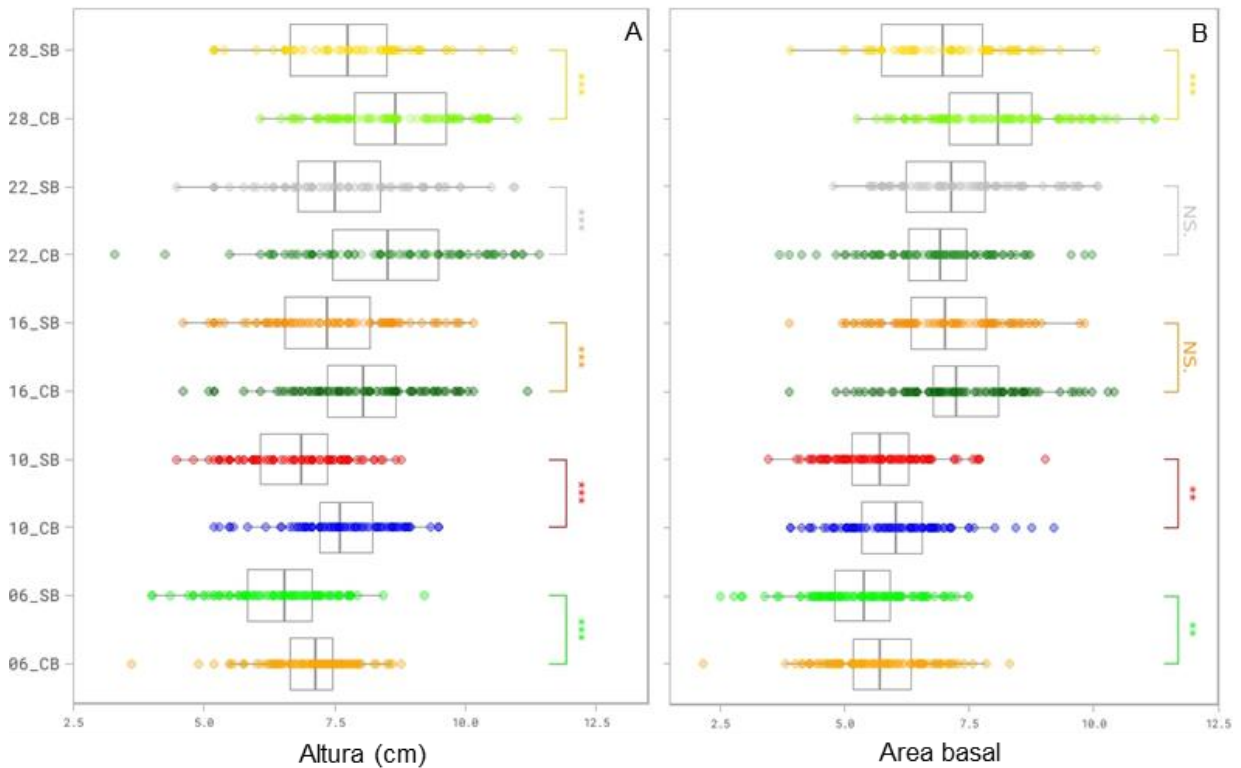 A
B
28_SB
***
***
28_CB
22_SB
***
NS.
22_CB
16_SB
***
NS.
16_CB
10_SB
***
**
10_CB
06_SB
***
**
06_CB
2.5 5.0 7.5 10.0 12.5
2.5 5.0 7.5 10.0 12.5
Altura (cm)
Area basal